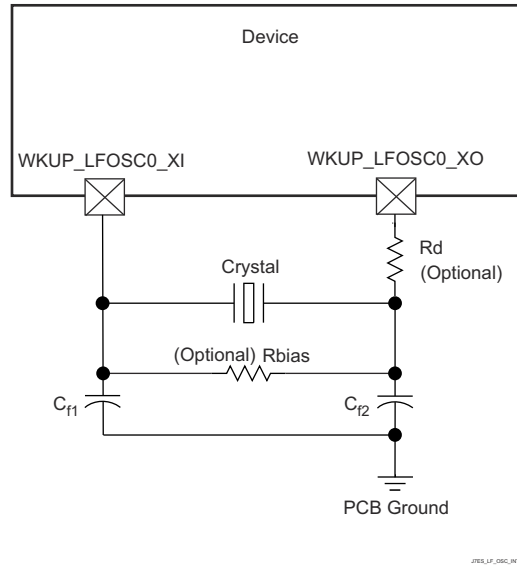 Device
WKUP_LFOSC0_XI
WKUP_LFOSC0_XO
Rd
(Optional)
Crystal
(Optional) Rbias
Cf1
Cf2
PCB Ground